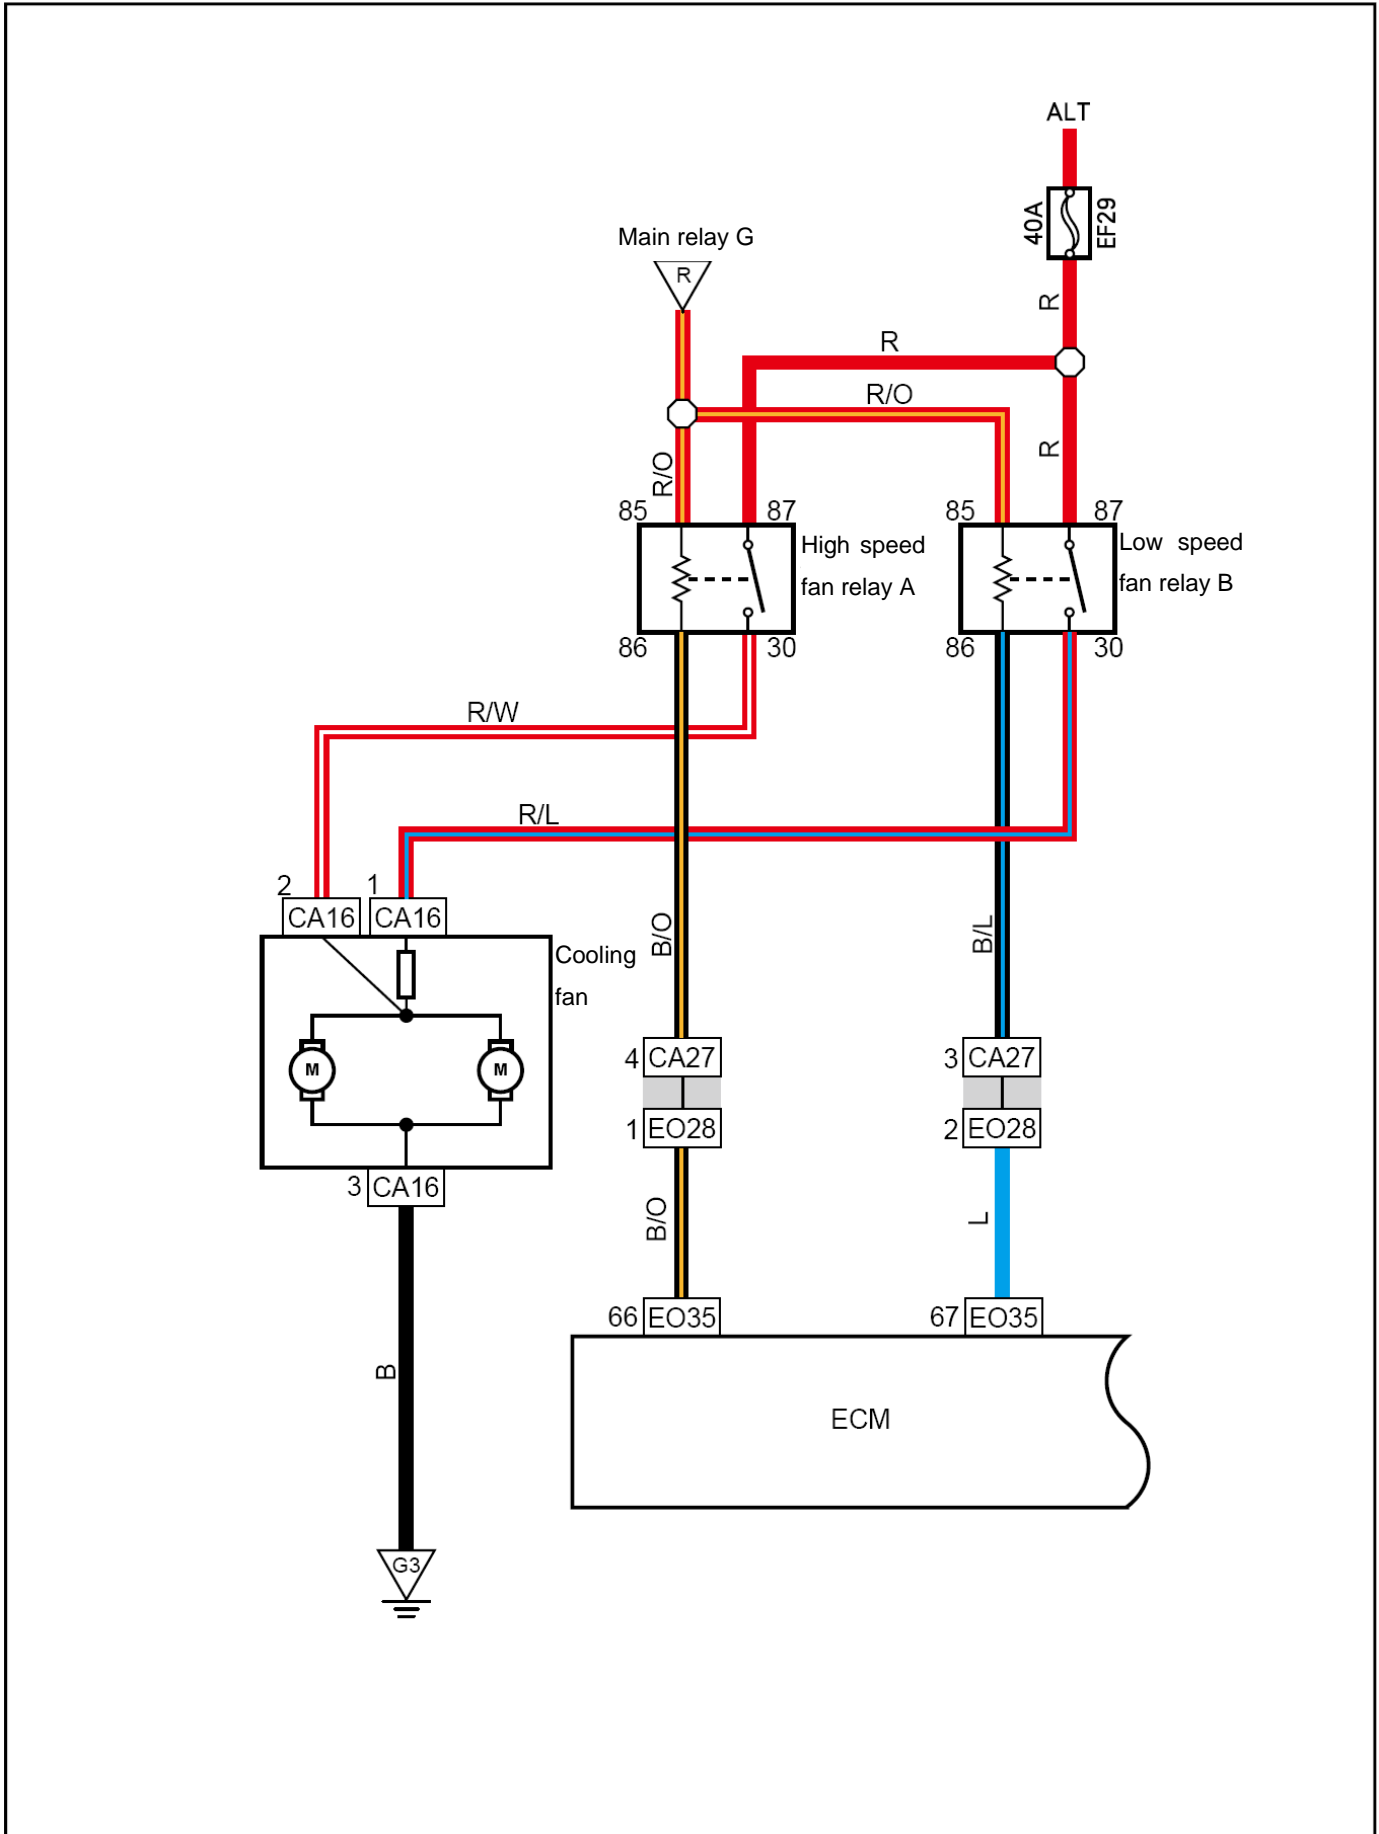 ALT
40A
EF29
Main relay G
R
R
R
R/O
R
R/O
85
87
85
87
High speed
fan relay A
Low speed
fan relay B
86
30
86
30
R/W
R/L
2
1
CA16
CA16
B/O
B/L
Cooling
fan
M
M
4 CA27
3 CA27
1 EO28
2 EO28
3 CA16
B/O
L
66 EO35
67 EO35
B
ECM
G3